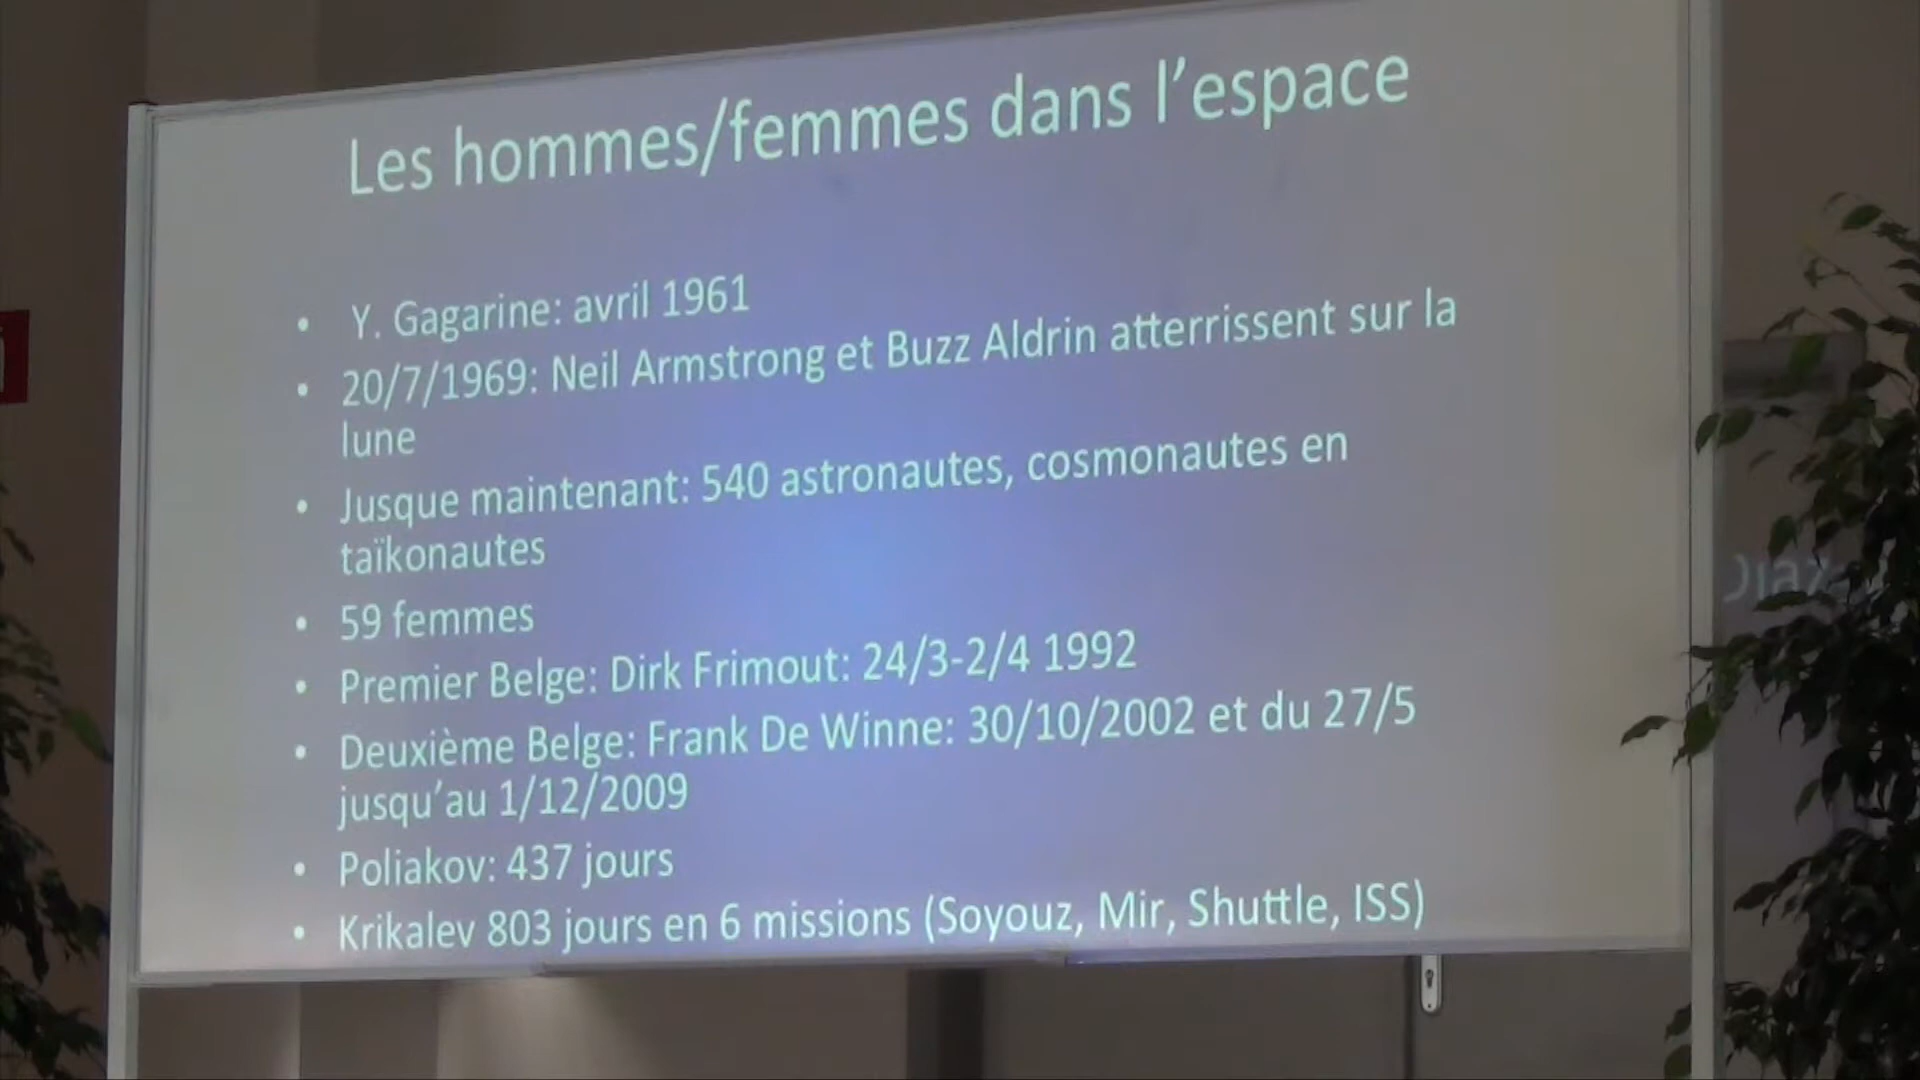 Les hommes/femmes dans l'espace
• Y. Gagarine: avril 1961
• 20/7/1969: Neil Armstrong et Buzz Aldrin atterrissent sur la
lune
• Jusque maintenant: 540 astronautes, cosmonautes en
taïkonautes
• 59 femmes
• Premier Belge: Dirk Frimout: 24/3-2/4 1992
• Deuxième Belge: Frank De Winne: 30/10/2002 et du 27/5
jusqu'au 1/12/2009
• Poliakov: 437 jours
• Krikalev 803 jours en 6 missions (Soyouz, Mir, Shuttle, ISS)